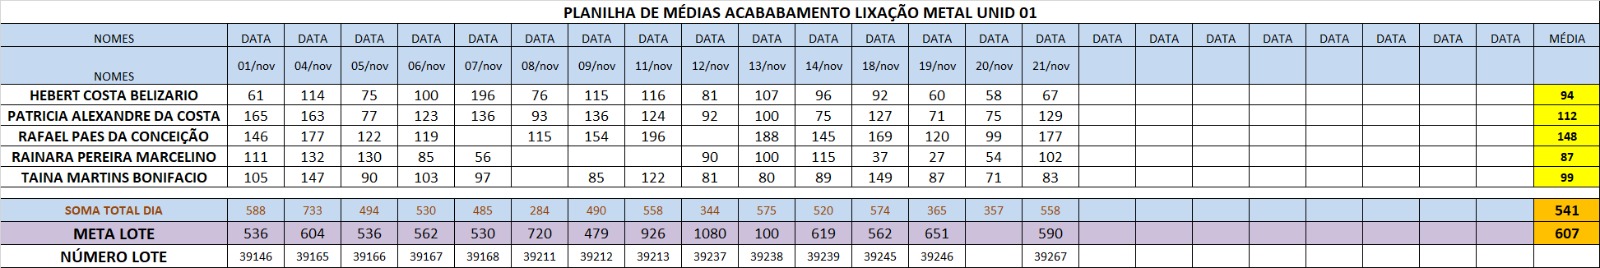 PLANILHA DE MÉDIAS ACABABAMENTO LIXAÇÃO METAL UNID 01
NOMES DATA DATA DATA DATA DATA DATA DATA DATA DATA DATA DATA DATA DATA DATA DATA DATA DATA DATA DATA DATA DATA DATA DATA MÉDIA
NOMES 01/nov 04/nov 05/nov 06/nov 07/nov 08/nov 09/nov 11/nov 12/nov 13/nov 14/nov 18/nov 19/nov 20/nov 21/nov
HEBERT COSTA BELIZARIO 61 114 75 100 196 76 115 116 81 107 96 92 60 58 67 94
PATRICIA ALEXANDRE DA COSTA 165 163 77 123 136 93 136 124 92 100 75 127 71 75 129 112
RAFAEL PAES DA CONCEIÇÃO 146 177 122 119 115 154 196 188 145 169 120 99 177 148
RAINARA PEREIRA MARCELINO 111 132 130 85 56 90 100 115 37 27 54 102 87
TAINA MARTINS BONIFACIO 105 147 90 103 97 85 122 81 80 89 149 87 71 83 99
SOMA TOTAL DIA 588 733 494 530 485 284 490 558 344 575 520 574 365 357 558 541
META LOTE 536 604 536 562 530 720 479 926 1080 100 619 562 651 590 607
NÚMERO LOTE 39146 39165 39166 39167 39168 39211 39212 39213 39237 39238 39239 39245 39246 39267